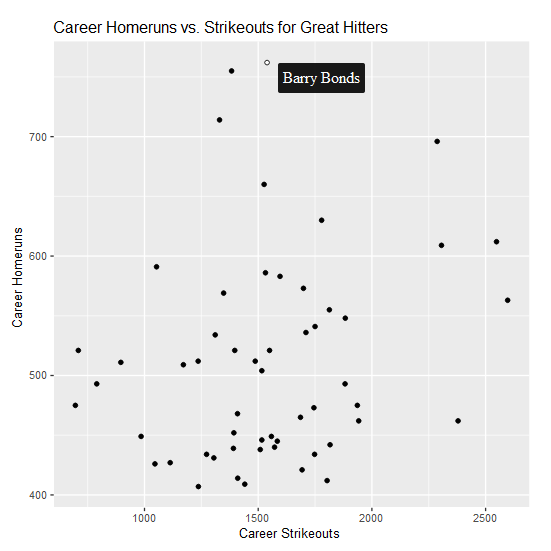 Career Homeruns vs. Strikeouts for Great Hitters
Barry Bonds
700
600
500
400
Career Homeruns
1000 1500 2000 2500
Career Strikeouts